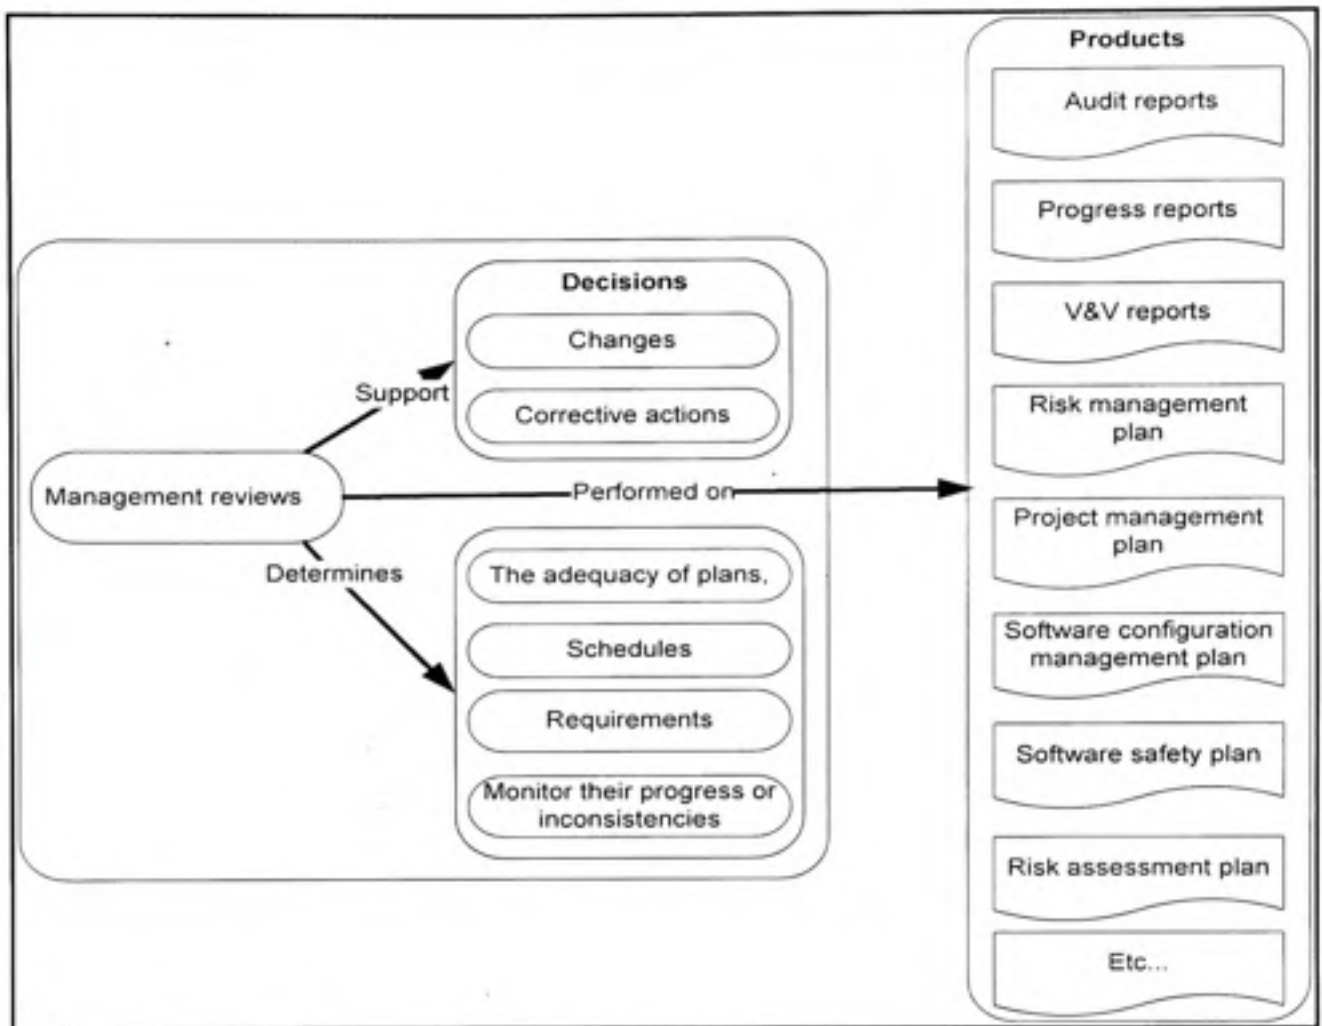 Products
Audit reports
Progress reports
V&V reports
Risk management
plan
Project management
plan
Software configuration
management plan
Software safety plan
Risk assessment plan
Etc...
Decisions
Changes
Corrective actions
Support
Management reviews
Performed on
Determines
The adequacy of plans,
Schedules
Requirements
Monitor their progress or
inconsistencies